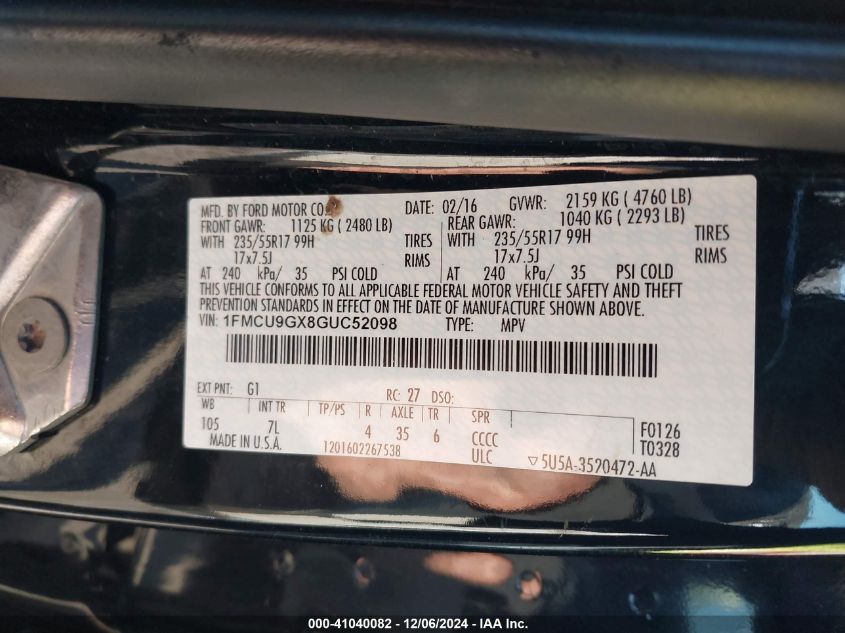 MFD. BY FORD MOTOR CO. DATE: 02/16 GVWR: 2159 KG ( 4760 LB)
FRONT GAWR: 1125 KG ( 2480 LB) REAR GAWR: 1040 KG ( 2293 LB)
WITH 235/55R17 99H TIRES WITH 235/55R17 99H TIRES
17x7.5J RIMS 17x7.5J RIMS
AT 240 kPa/ 35 PSI COLD AT 240 kPa/ 35 PSI COLD
THIS VEHICLE CONFORMS TO ALL APPLICABLE FEDERAL MOTOR VEHICLE SAFETY AND THEFT
PREVENTION STANDARDS IN EFFECT ON THE DATE OF MANUFACTURE SHOWN ABOVE.
VIN: 1FMCU9GX8GUC52098 TYPE: MPV
EXT PNT: G1 RC: 27 DSO:
WB INT TR TP/PS R AXLE TR SPR
105 7L 4 35 6 CCCC F0126
MADE IN U.S.A. 1201602267538 ULC T0328
5U5A-3520472-AA
000-41040082 - 12/06/2024 - IAA Inc.